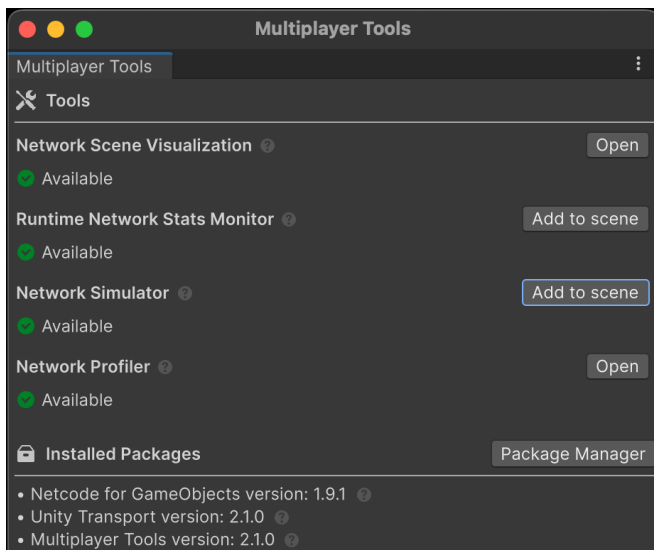 Multiplayer Tools
Multiplayer Tools
Tools
Network Scene Visualization Open
Available
Runtime Network Stats Monitor Add to scene
Available
Network Simulator Add to scene
Available
Network Profiler Open
Available
Installed Packages Package Manager
• Netcode for GameObjects version: 1.9.1
• Unity Transport version: 2.1.0
• Multiplayer Tools version: 2.1.0